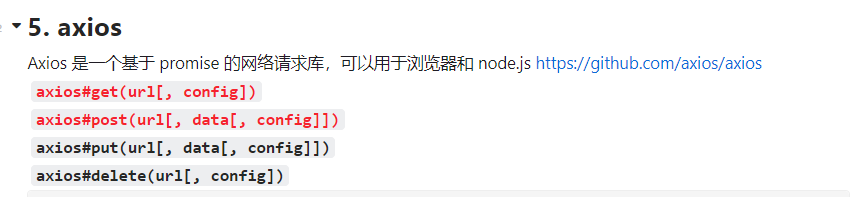 5. axios
Axios 是一个基于 promise 的网络请求库，可以用于浏览器和 node.js https://github.com/axios/axios
axios#get(url[, config])
axios#post(url[, data[, config]])
axios#put(url[, data[, config]])
axios#delete(url[, config])